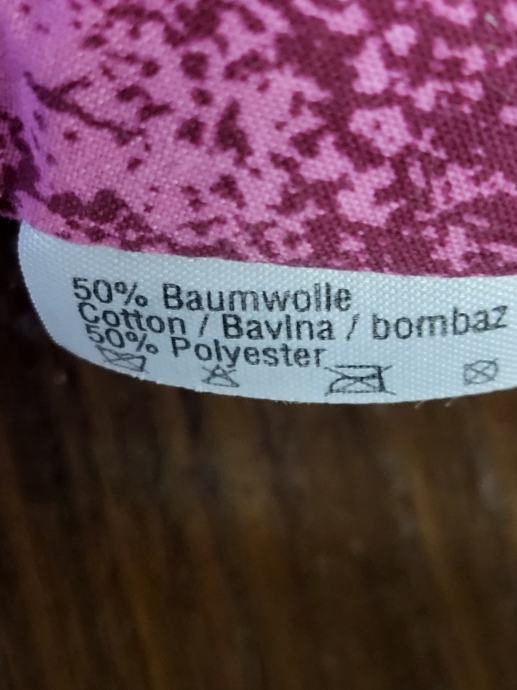 50% Baumwolle
Cotton / Bavlna / bombaz
50% Polyester